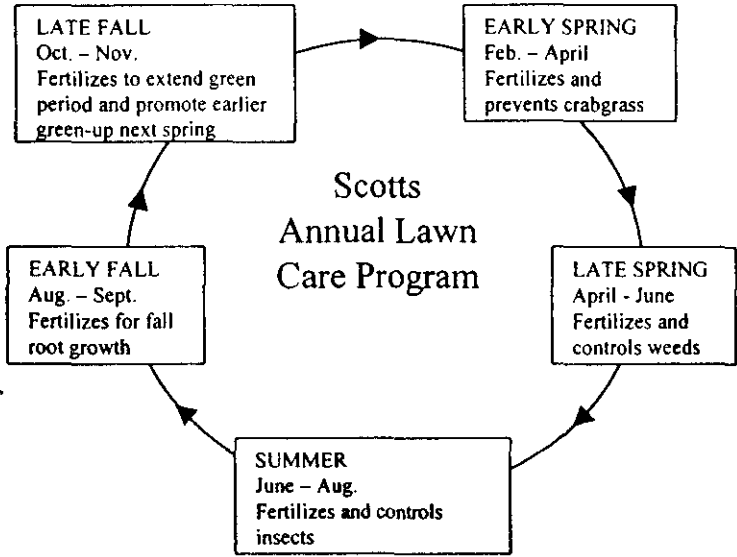 LATE FALL
Oct. – Nov.
Fertilizes to extend green
period and promote earlier
green-up next spring
EARLY SPRING
Feb. – April
Fertilizes and
prevents crabgrass
Scotts
Annual Lawn
Care Program
EARLY FALL
Aug. – Sept.
Fertilizes for fall
root growth
LATE SPRING
April - June
Fertilizes and
controls weeds
SUMMER
June – Aug.
Fertilizes and controls
insects